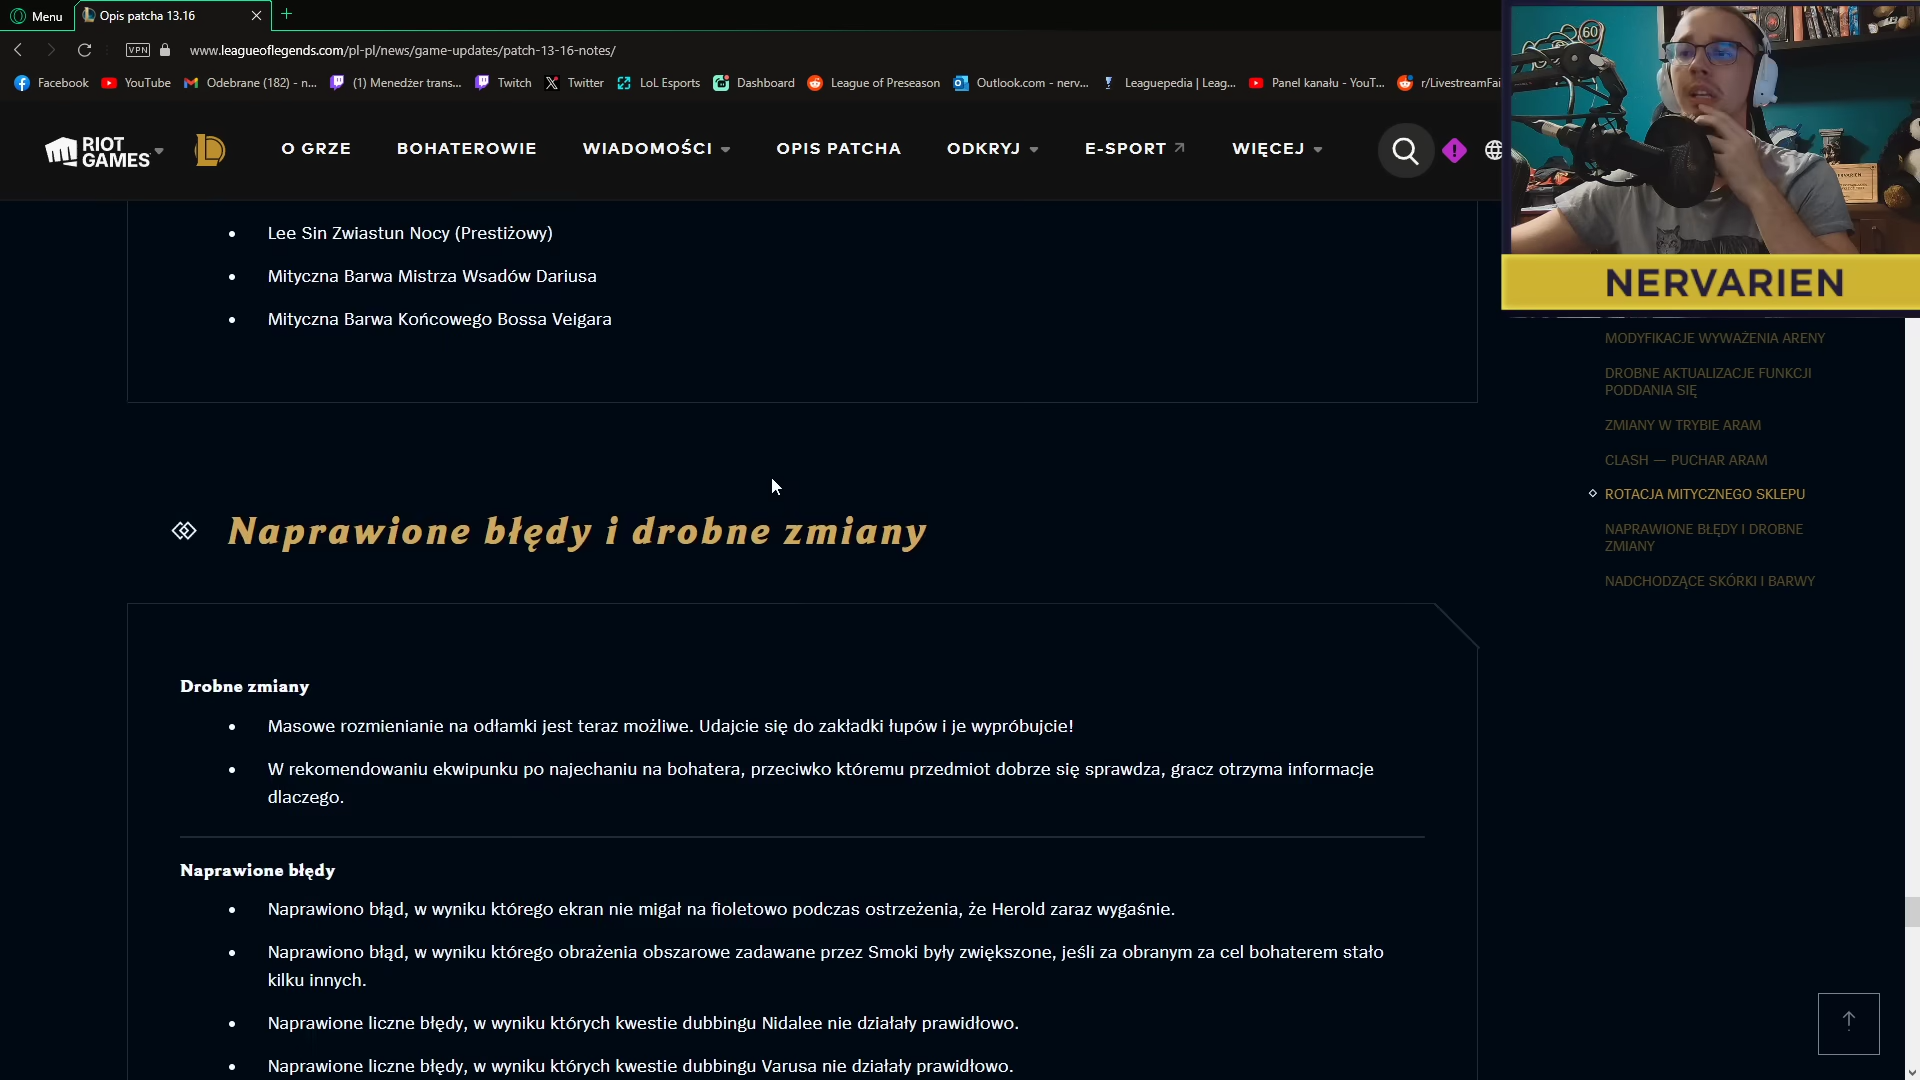 Menu
Opis patcha 13.16
VPN
www.leagueoflegends.com/pl-pl/news/game-updates/patch-13-16-notes/
Facebook
YouTube
Odebrane (182) - n...
(1) Menedżer trans...
Twitch
Twitter
LoL Esports
Dashboard
League of Preseason
Outlook.com - nerv...
Leaguepedia | Leag...
Panel kanału - YouT...
r/LivestreamFai
RIOT
GAMES
O GRZE
BOHATEROWIE
WIADOMOŚCI
OPIS PATCHA
ODKRYJ
E-SPORT
WIĘCEJ
60
NERVARIEN
Lee Sin Zwiastun Nocy (Prestiżowy)
Mityczna Barwa Mistrza Wsadów Dariusa
Mityczna Barwa Końcowego Bossa Veigara
Naprawione błędy i drobne zmiany
Drobne zmiany
Masowe rozmienianie na odłamki jest teraz możliwe. Udajcie się do zakładki łupów i je wypróbujcie!
W rekomendowaniu ekwipunku po najechaniu na bohatera, przeciwko któremu przedmiot dobrze się sprawdza, gracz otrzyma informacje
dlaczego.
Naprawione błędy
Naprawiono błąd, w wyniku którego ekran nie migał na fioletowo podczas ostrzeżenia, że Herold zaraz wygaśnie.
Naprawiono błąd, w wyniku którego obrażenia obszarowe zadawane przez Smoki były zwiększone, jeśli za obranym za cel bohaterem stało
kilku innych.
Naprawione liczne błędy, w wyniku których kwestie dubbingu Nidalee nie działały prawidłowo.
Naprawione liczne błędy, w wyniku których kwestie dubbingu Varusa nie działały prawidłowo.
MODYFIKACJE WYWAŻENIA ARENY
DROBNE AKTUALIZACJE FUNKCJI
PODDANIA SIĘ
ZMIANY W TRYBIE ARAM
CLASH — PUCHAR ARAM
ROTACJA MITYCZNEGO SKLEPU
NAPRAWIONE BŁĘDY I DROBNE
ZMIANY
NADCHODZĄCE SKÓRKI I BARWY